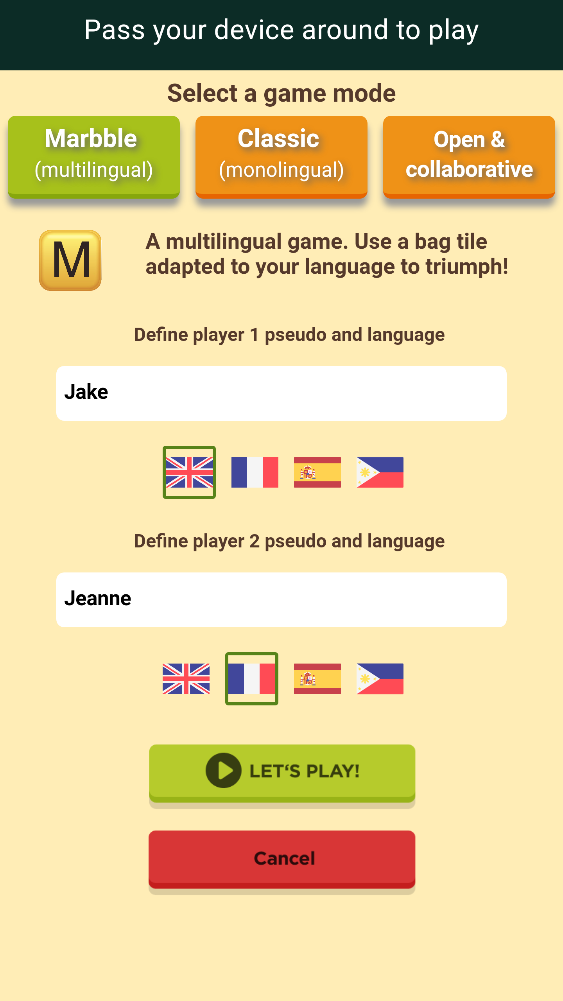 Pass your device around to play
Select a game mode
Marbble
(multilingual)
Classic
(monolingual)
Open &
collaborative
M
A multilingual game. Use a bag tile
adapted to your language to triumph!
Define player 1 pseudo and language
Jake
Define player 2 pseudo and language
Jeanne
LET'S PLAY!
Cancel